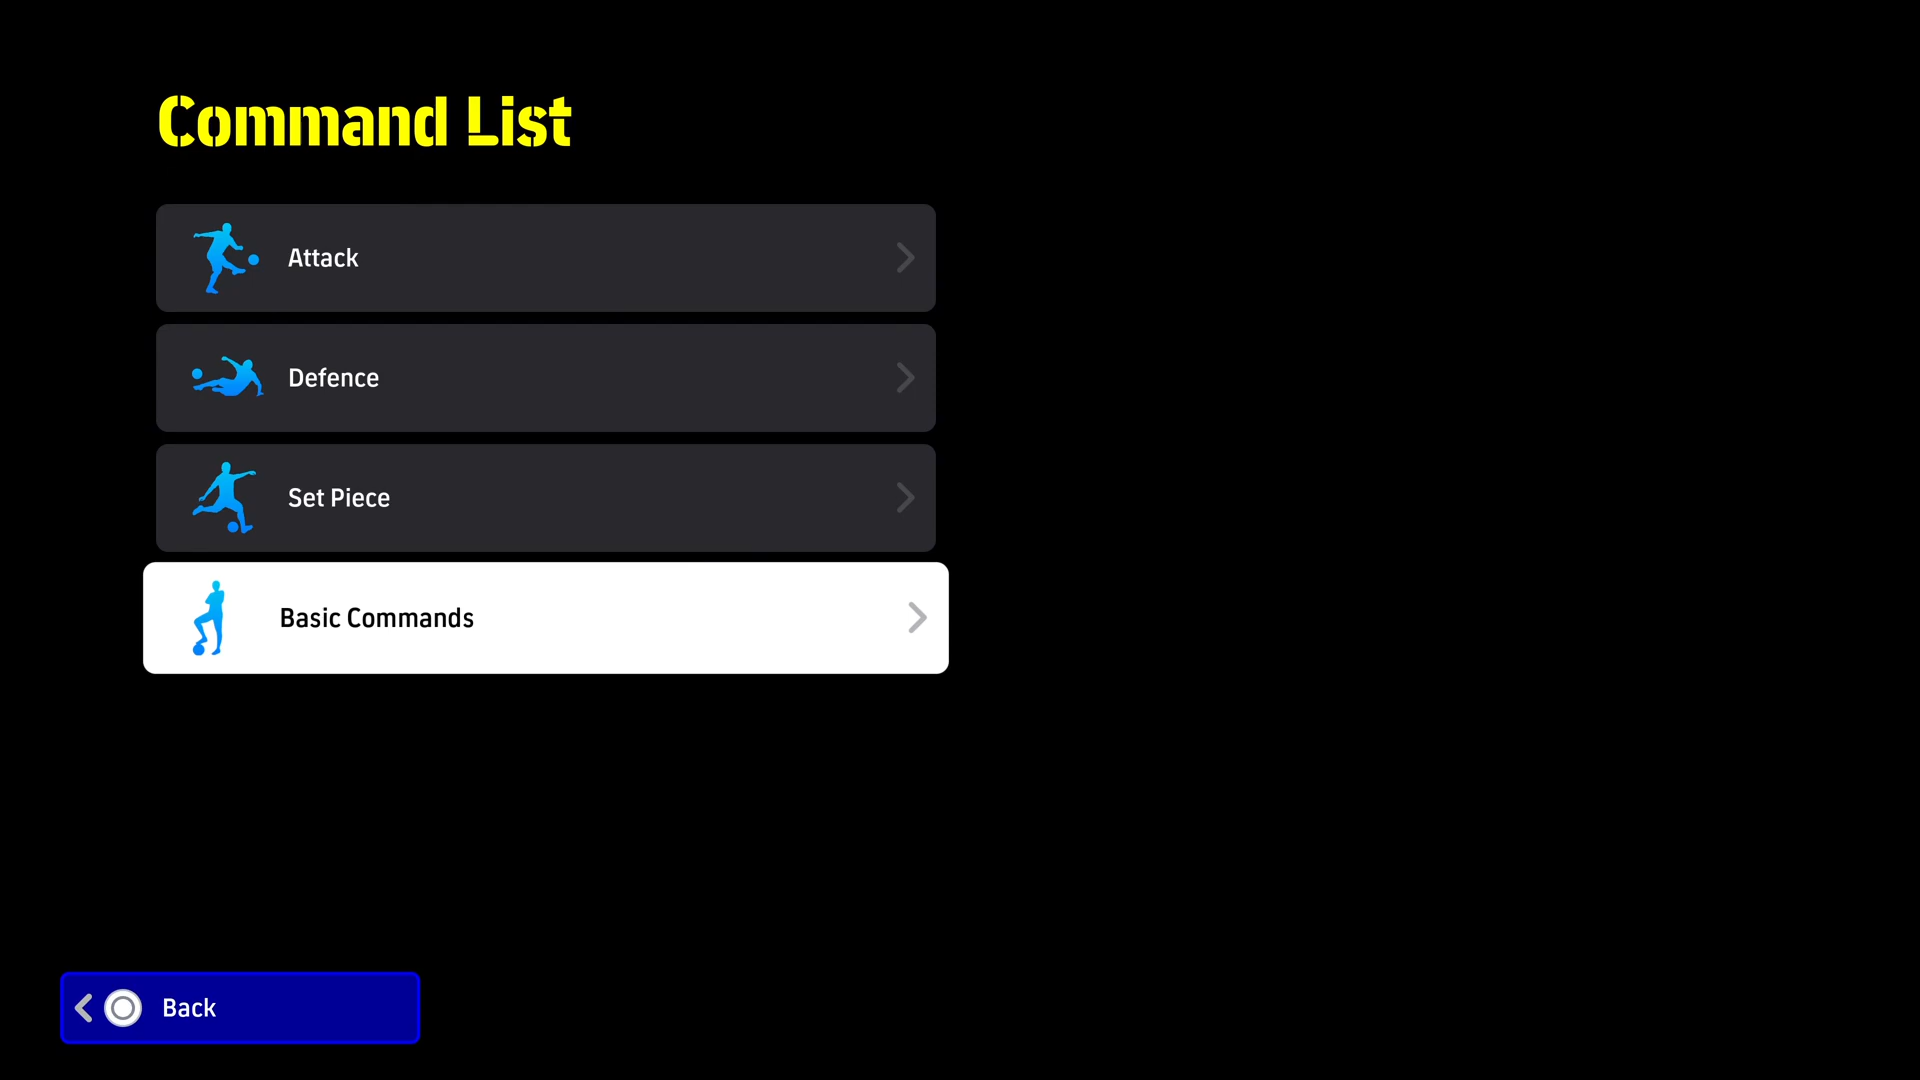 Command List
Attack
Defence
Set Piece
Basic Commands
Back